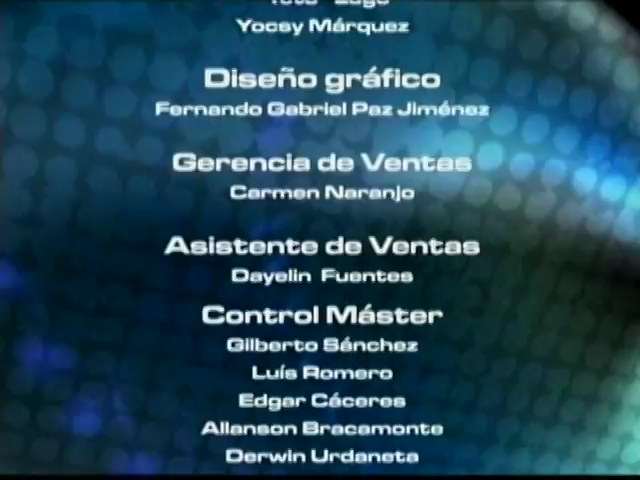 Yocsy Márquez
Diseño gráfico
Fernando Gabriel Paz Jiménez
Gerencia de Ventas
Carmen Naranjo
Asistente de Ventas
Dayelin Fuentes
Control Máster
Gilberto Sánchez
Luís Romero
Edgar Cáceres
Allanson Bracamonte
Derwin Urdaneta